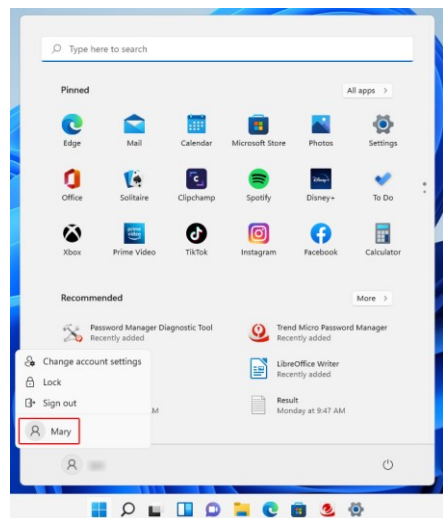 Type here to search
Pinned
All apps >
Edge
Mail
Calendar
Microsoft Store
Photos
Settings
Office
Solitaire
Clipchamp
Spotify
Disney+
To Do
Xbox
Prime Video
TikTok
Instagram
Facebook
Calculator
Recommended
More >
Password Manager Diagnostic Tool
Recently added
Trend Micro Password Manager
Recently added
LibreOffice Writer
Recently added
Result
Monday at 9:47 AM
Change account settings
Lock
Sign out
Mary